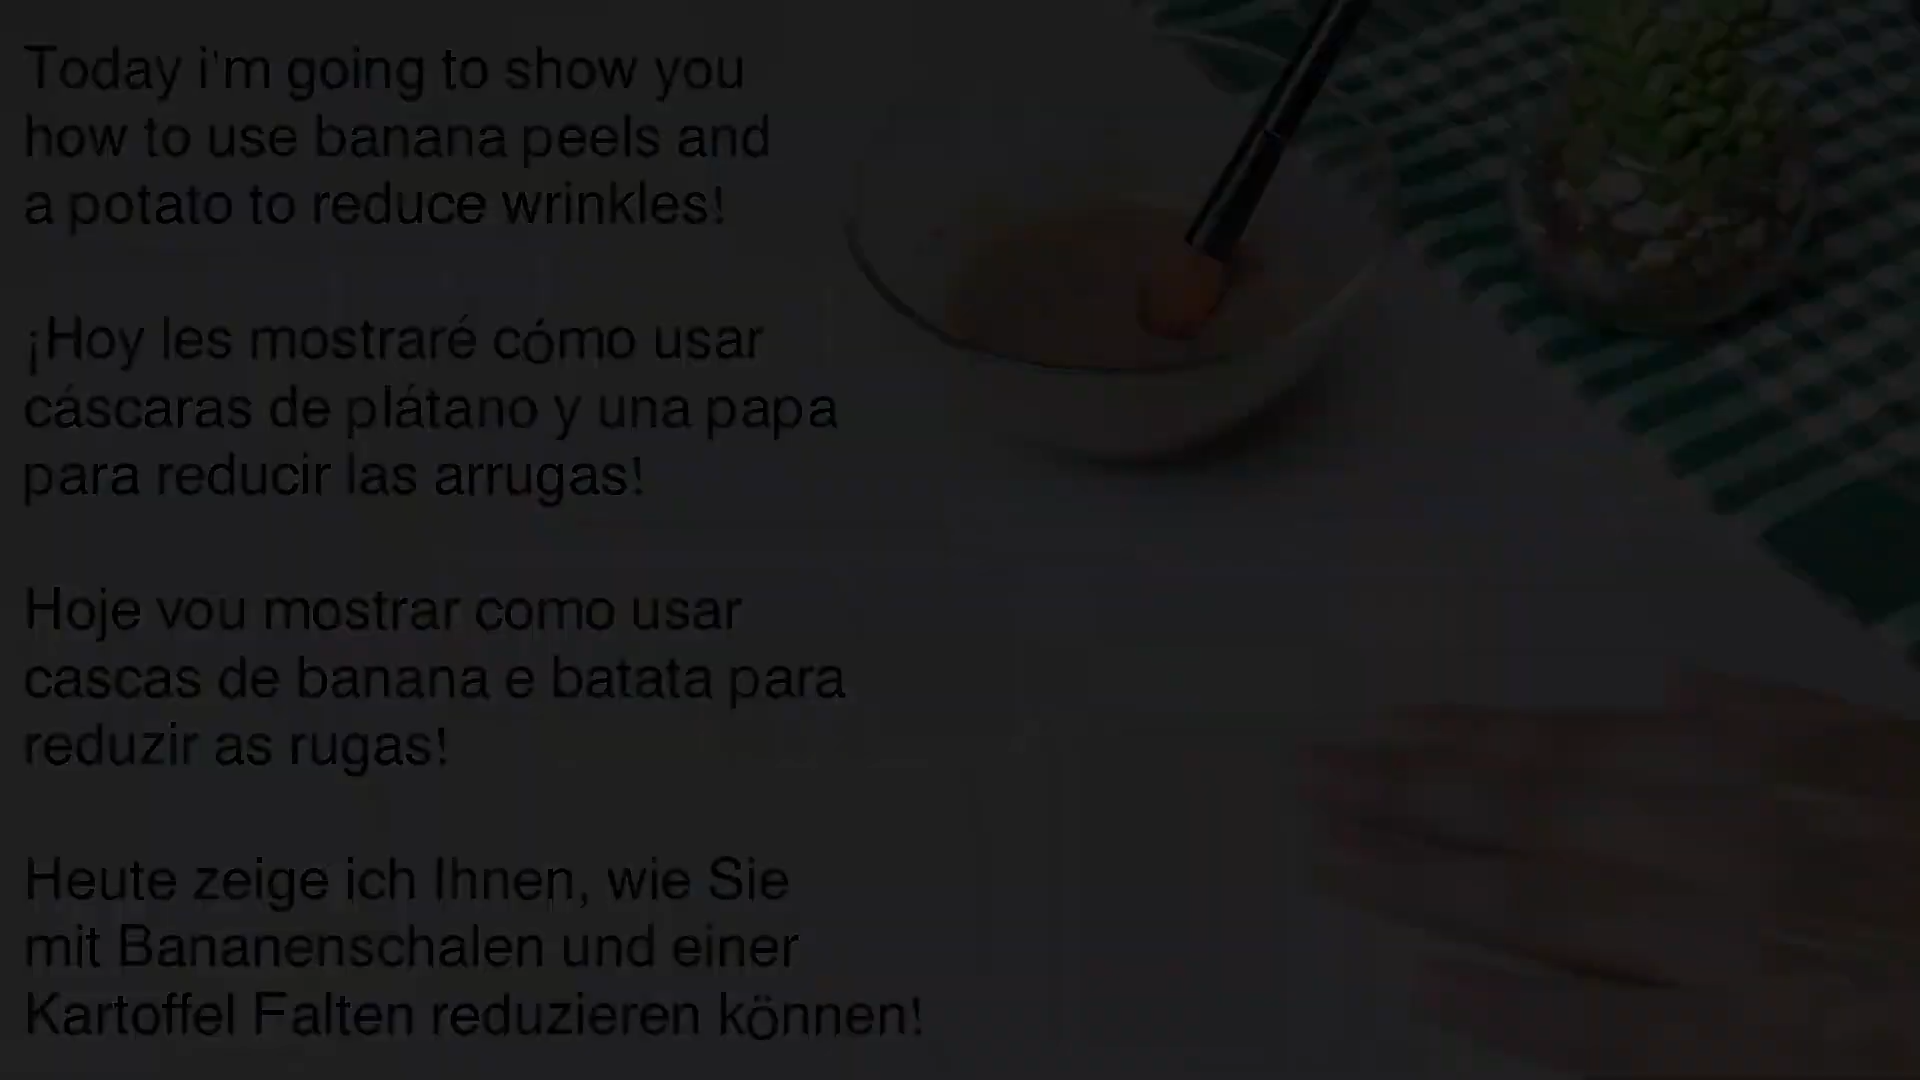 Today i'm going to show you
how to use banana peels and
a potato to reduce wrinkles!
¡Hoy les mostraré cómo usar
cáscaras de plátano y una papa
para reducir las arrugas!
Hoje vou mostrar como usar
cascas de banana e batata para
reduzir as rugas!
Heute zeige ich Ihnen, wie Sie
mit Bananenschalen und einer
Kartoffel Falten reduzieren können!